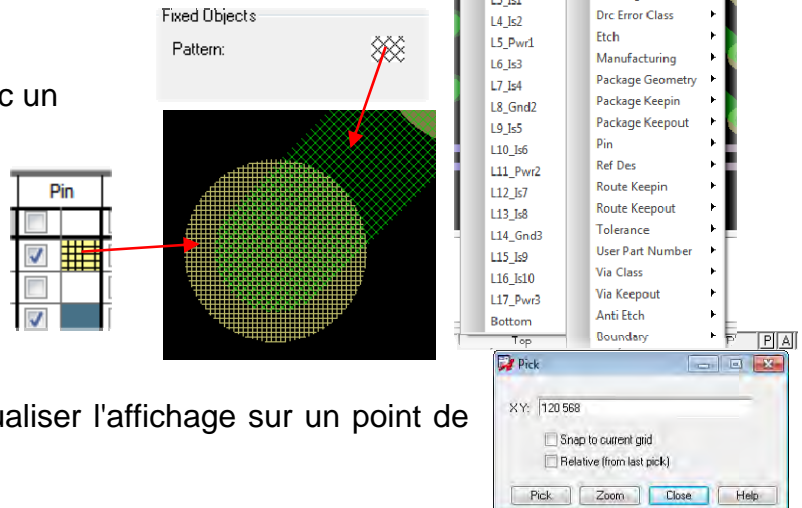 Fixed Objects
Pattern:
c un
Pin
L4_Is2
L5_Pwr1
L6_Is3
L7_Is4
L8_Gnd2
L9_Is5
L10_Is6
L11_Pwr2
L12_Is7
L13_Is8
L14_Gnd3
L15_Is9
L16_Is10
L17_Pwr3
Bottom
Drc Error Class
Etch
Manufacturing
Package Geometry
Package Keepin
Package Keepout
Pin
Ref Des
Route Keepin
Route Keepout
Tolerance
User Part Number
Via Class
Via Keepout
Anti Etch
Boundary
Top
P A
Pick
XY: 120 568
Snap to current grid
Relative (from last pick)
Pick Zoom Close Help
ualiser l'affichage sur un point de